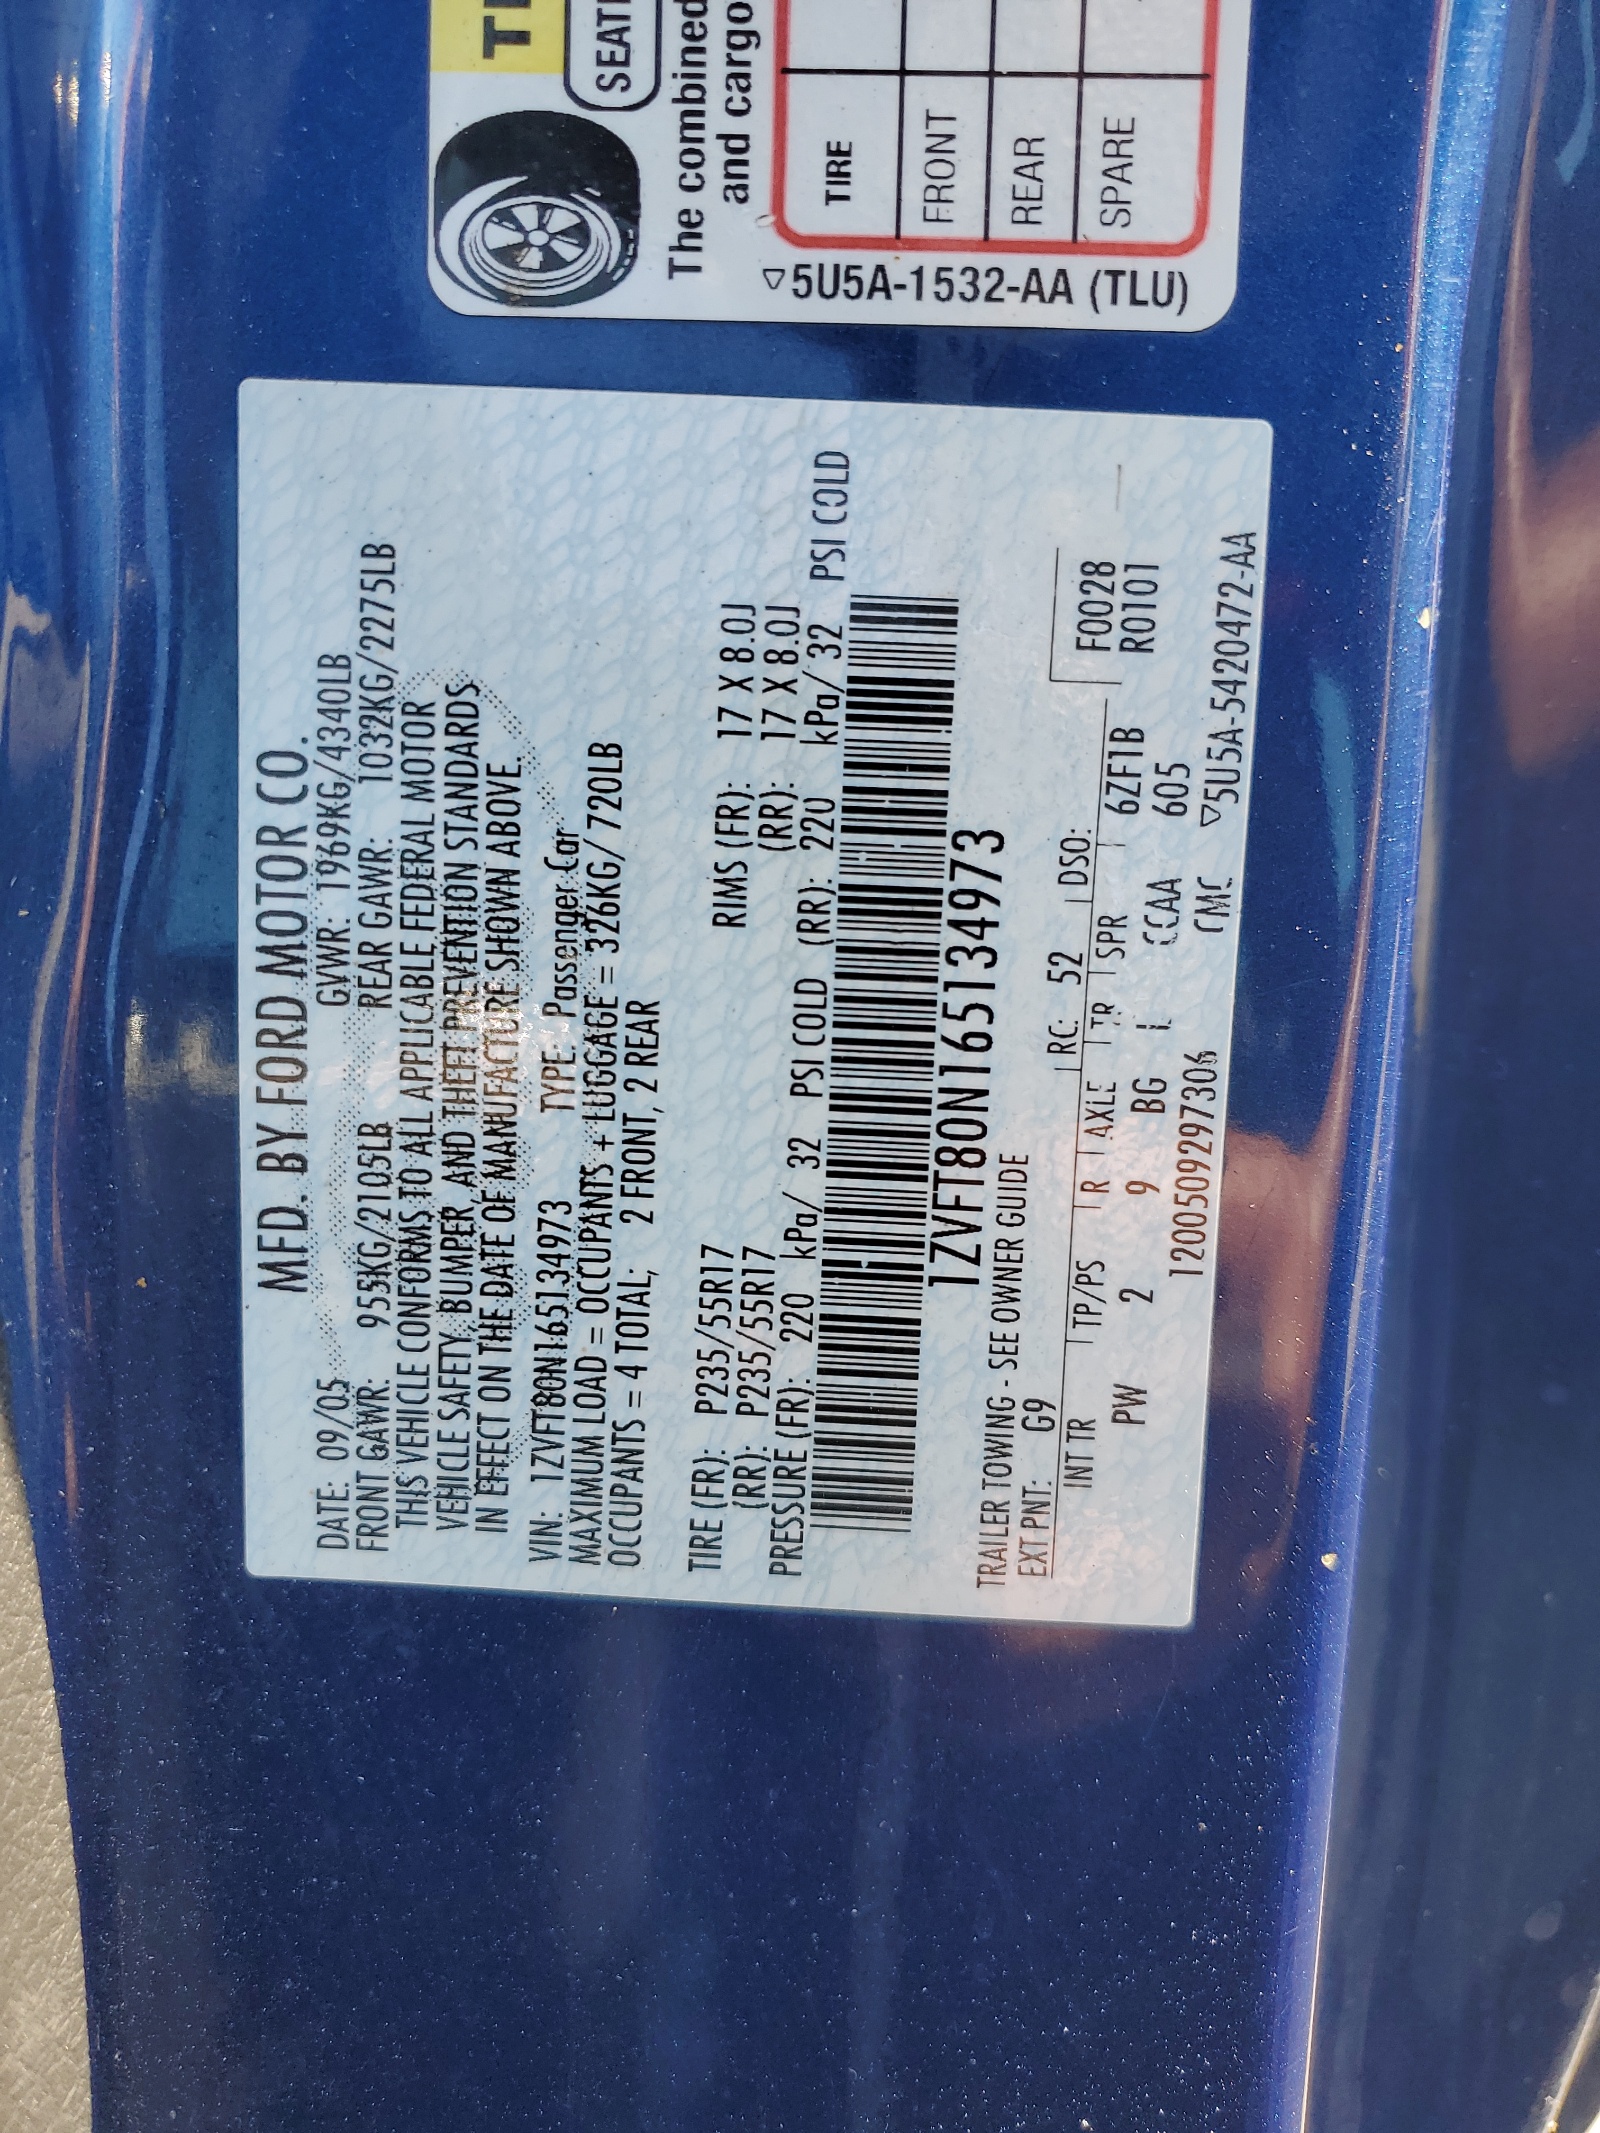 MFD. BY FORD MOTOR CO.
DATE: 09/05 GVWR: 1969KG/4340LB
FRONT GAWR: 955KG/2105LB REAR GAWR: 1032KG/2275LB
THIS VEHICLE CONFORMS TO ALL APPLICABLE FEDERAL MOTOR
VEHICLE SAFETY, BUMPER, AND THEFT PREVENTION STANDARDS
IN EFFECT ON THE DATE OF MANUFACTURE SHOWN ABOVE.
VIN: 1ZVFT80N165134973 TYPE: Passenger Car
MAXIMUM LOAD = OCCUPANTS + LUGGAGE = 326KG/ 720LB
OCCUPANTS = 4 TOTAL; 2 FRONT, 2 REAR
TIRE (FR): P235/55R17 RIMS (FR): 17 X 8.0J
(RR): P235/55R17 (RR): 17 X 8.0J
PRESSURE (FR): 220 kPa/ 32 PSI COLD (RR): 220 kPa/ 32 PSI COLD
1ZVFT80N165134973
TRAILER TOWING - SEE OWNER GUIDE
EXT PNT: G9 RC: 52 DSO:
INT TR TP/PS R AXLE TR SPR F0028
PW 2 9 BG CCAA 6ZF1B R0101
605
1200509297306 CMC ▽5U5A-5420472-AA
SEATI
The combined
and cargo
TIRE
FRONT
REAR
SPARE
▽5U5A-1532-AA (TLU)